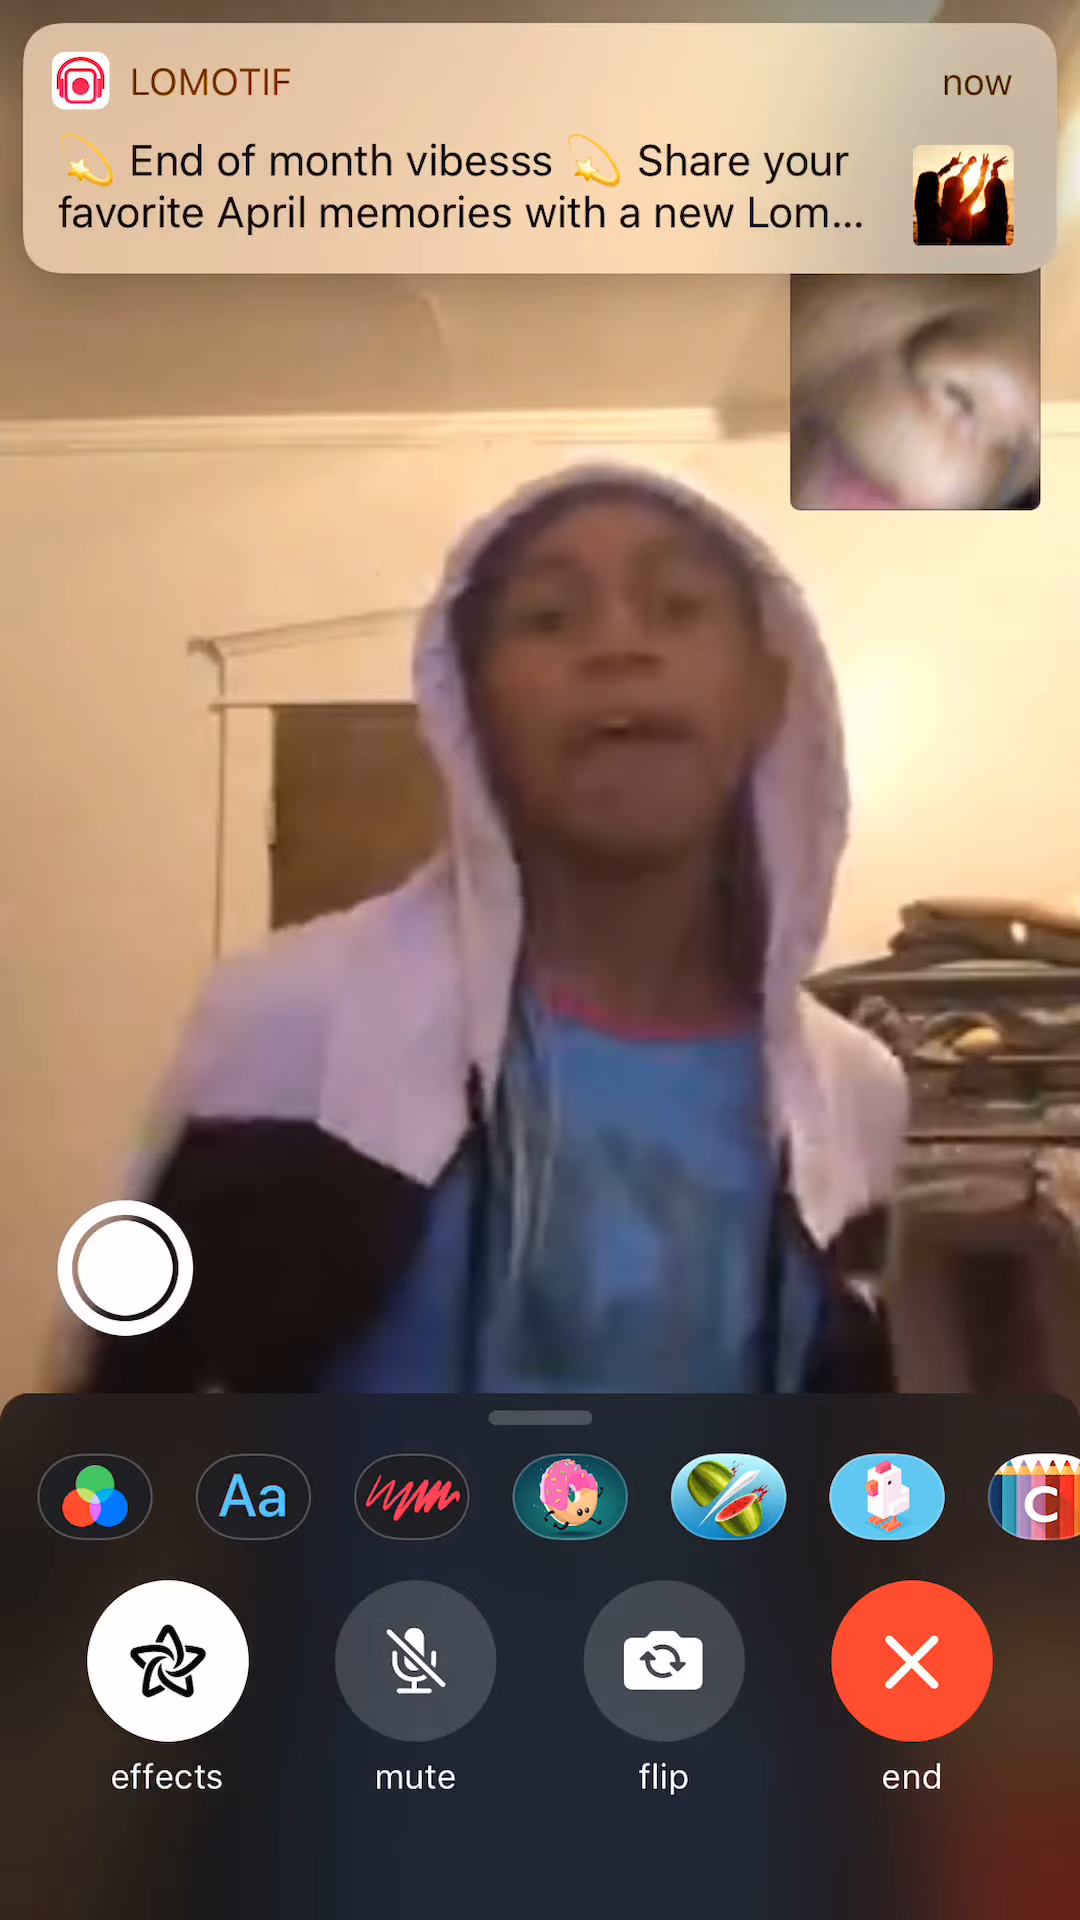 LOMOTIF now
💫 End of month vibesss 💫 Share your
favorite April memories with a new Lom...
Aa
C
effects mute flip end